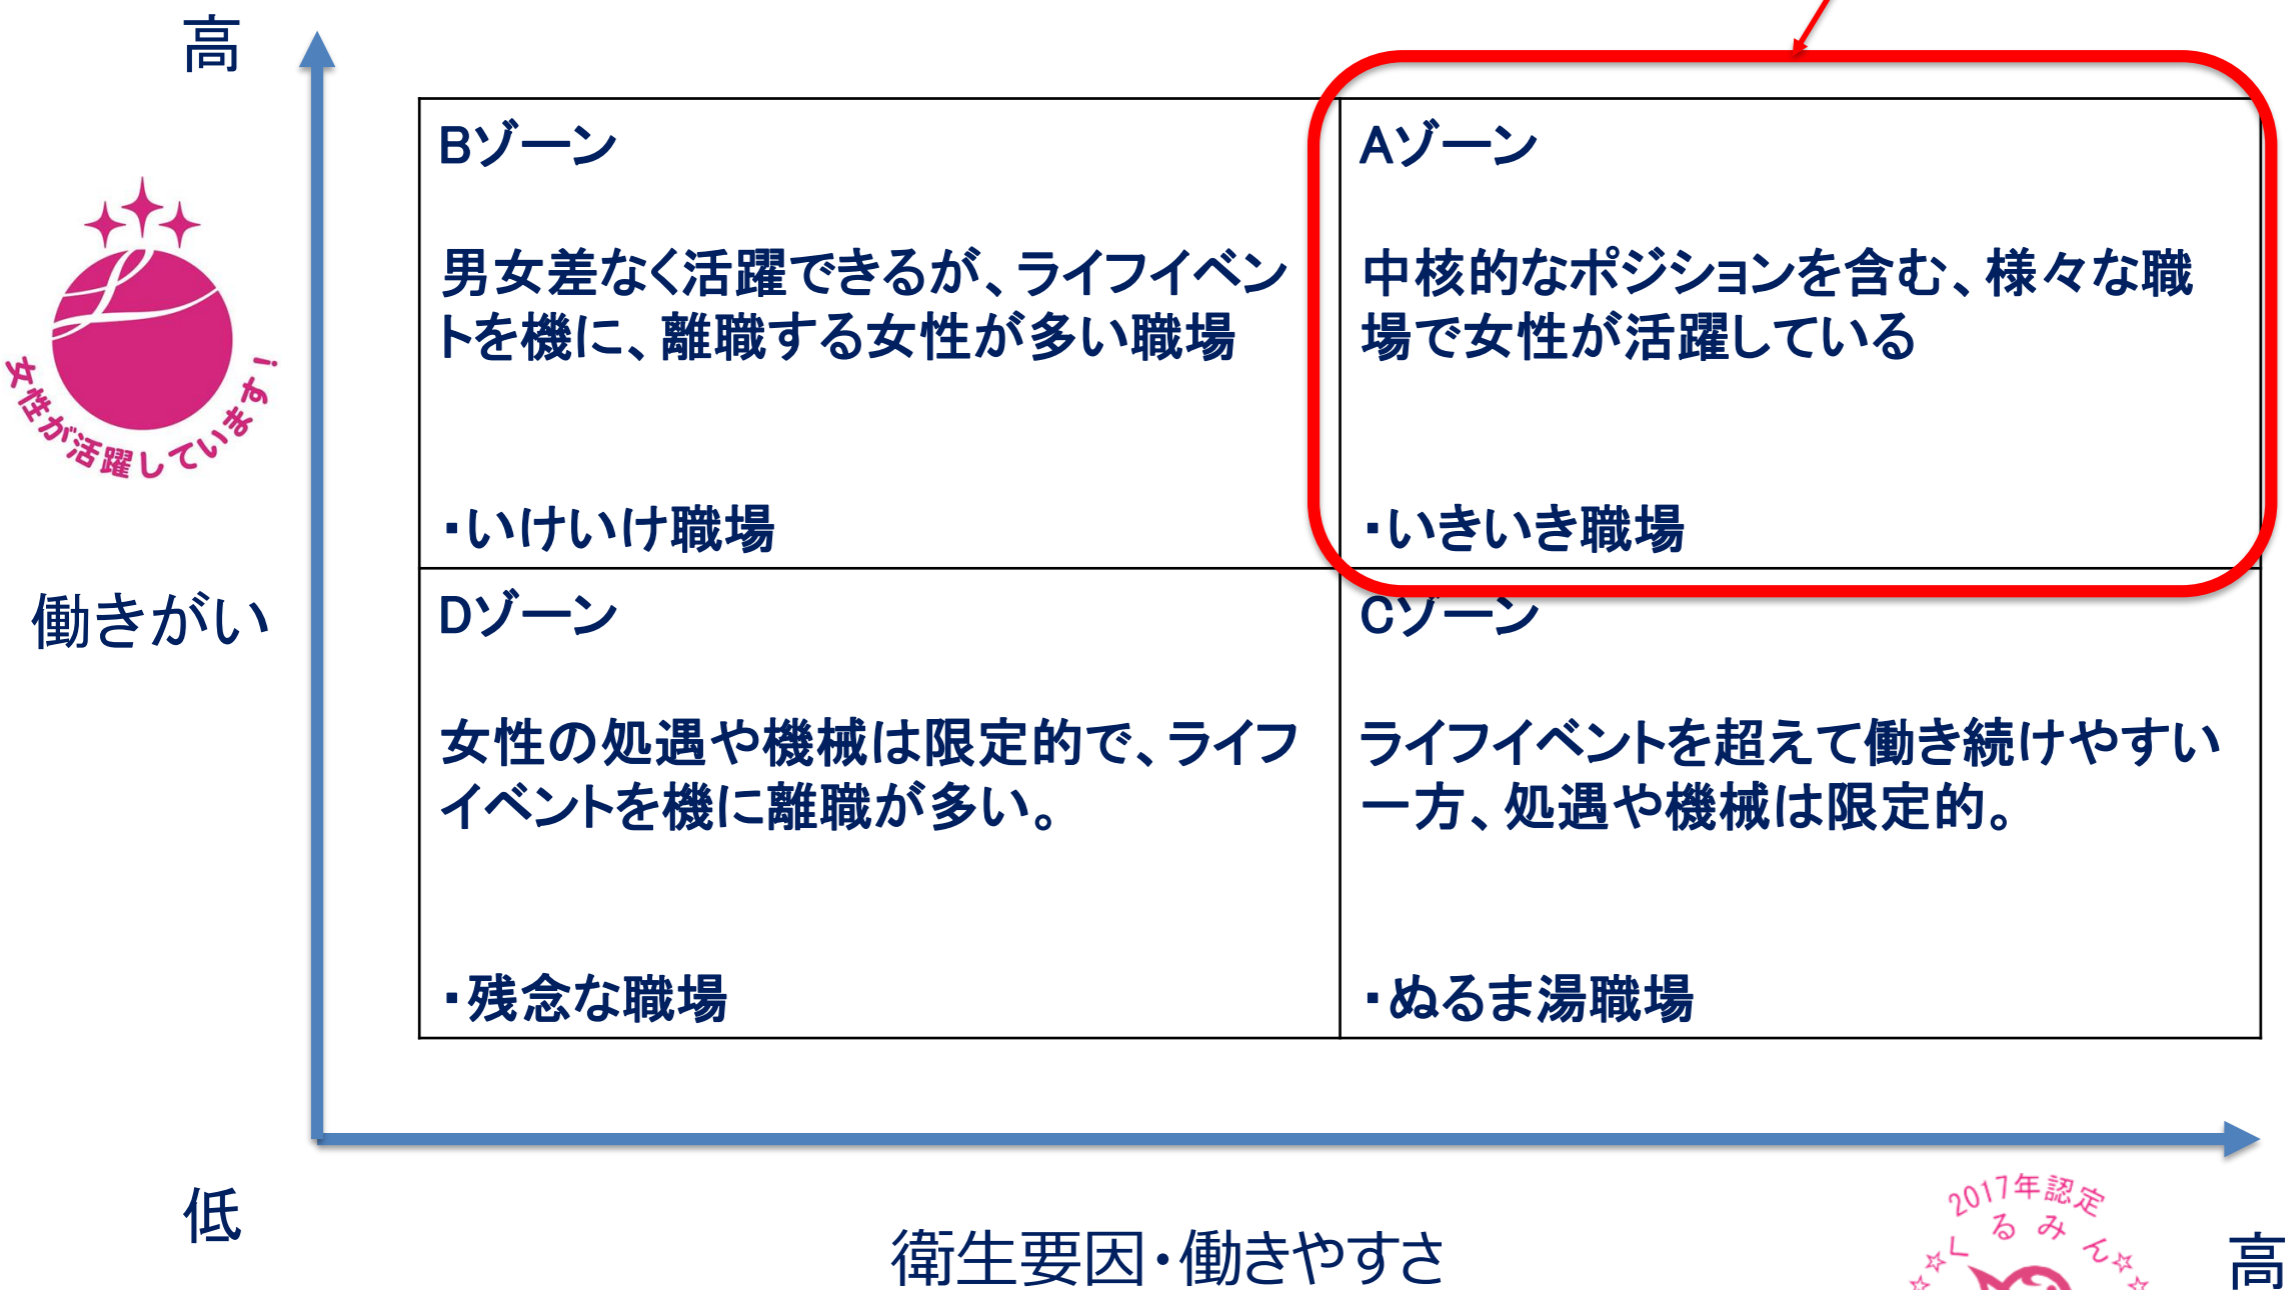 高
Bゾーン
男女差なく活躍できるが、ライフイベン
トを機に、離職する女性が多い職場
・いけいけ職場
Aゾーン
中核的なポジションを含む、様々な職
場で女性が活躍している
・いきいき職場
女性が活躍しています！
働きがい
Dゾーン
女性の処遇や機械は限定的で、ライフ
イベントを機に離職が多い。
・残念な職場
Cゾーン
ライフイベントを超えて働き続けやすい
一方、処遇や機械は限定的。
・ぬるま湯職場
低
衛生要因・働きやすさ
2017年認定
くるみん
高